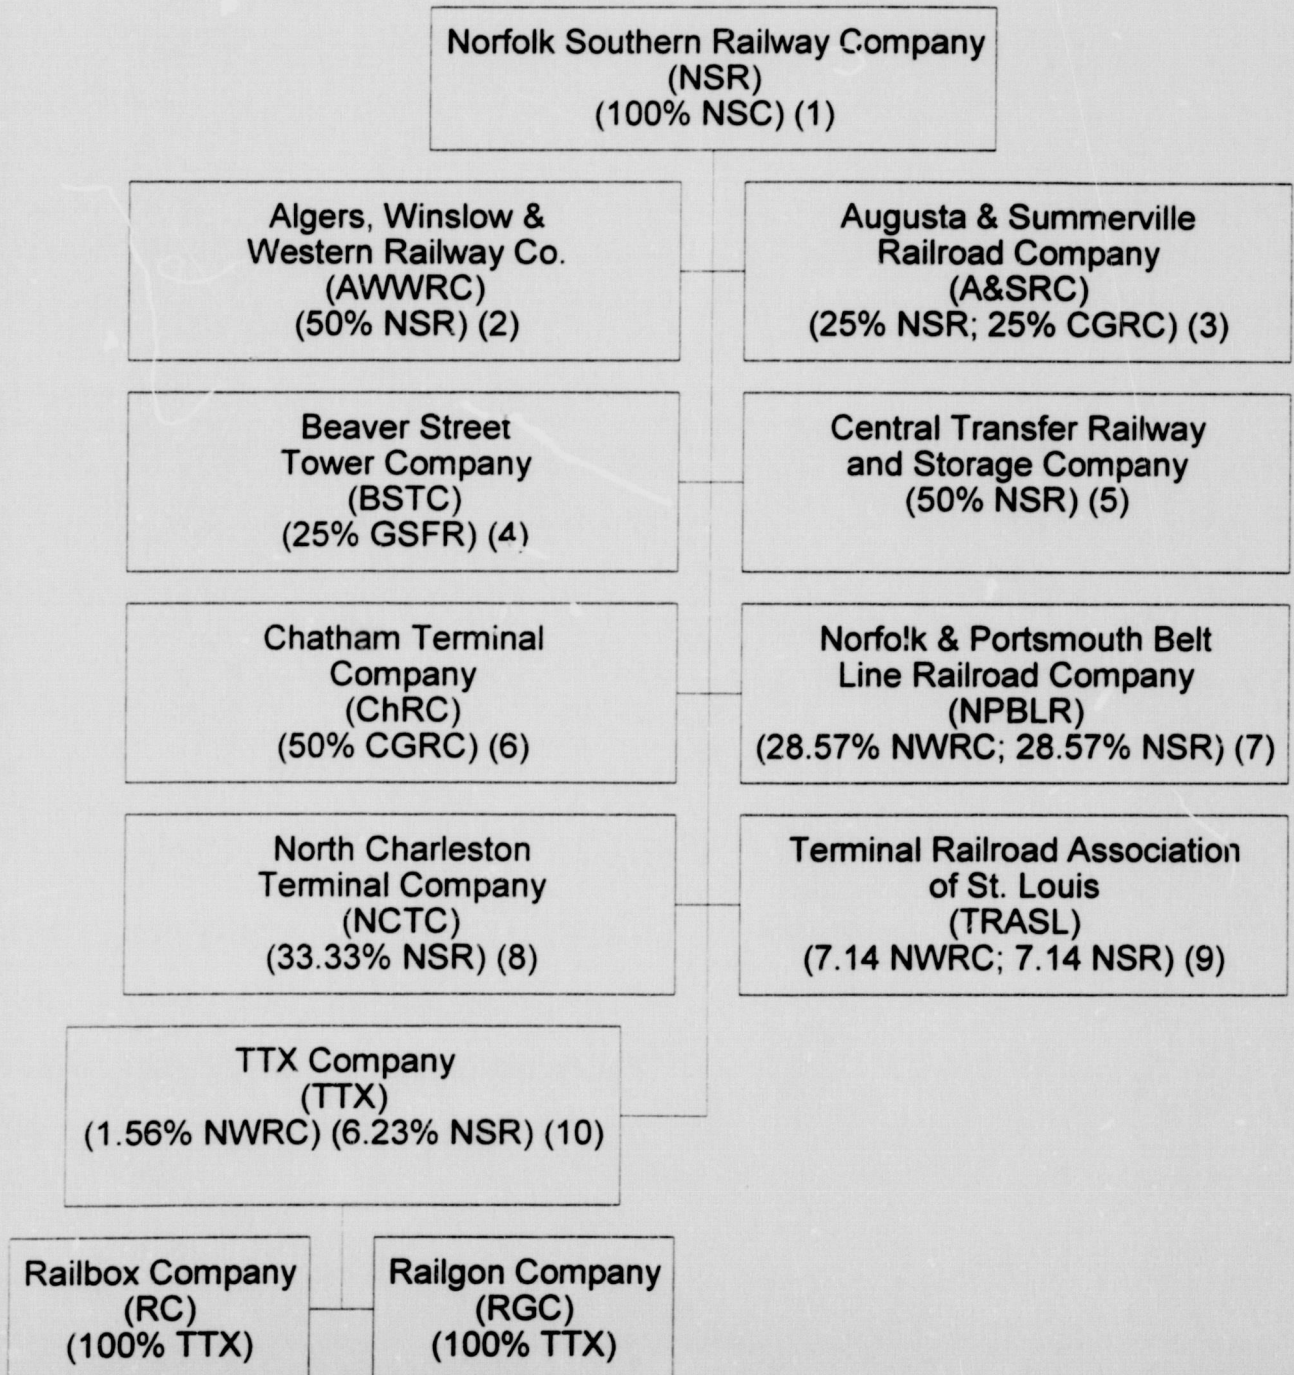 Norfolk Southern Railway Company
(NSR)
(100% NSC) (1)
Algers, Winslow &
Western Railway Co.
(AWWRC)
(50% NSR) (2)
Augusta & Summerville
Railroad Company
(A&SRC)
(25% NSR; 25% CGRC) (3)
Beaver Street
Tower Company
(BSTC)
(25% GSFR) (4)
Central Transfer Railway
and Storage Company
(50% NSR) (5)
Chatham Terminal
Company
(ChRC)
(50% CGRC) (6)
Norfolk & Portsmouth Belt
Line Railroad Company
(NPBLR)
(28.57% NWRC; 28.57% NSR) (7)
North Charleston
Terminal Company
(NCTC)
(33.33% NSR) (8)
Terminal Railroad Association
of St. Louis
(TRASL)
(7.14 NWRC; 7.14 NSR) (9)
TTX Company
(TTX)
(1.56% NWRC) (6.23% NSR) (10)
Railbox Company
(RC)
(100% TTX)
Railgon Company
(RGC)
(100% TTX)